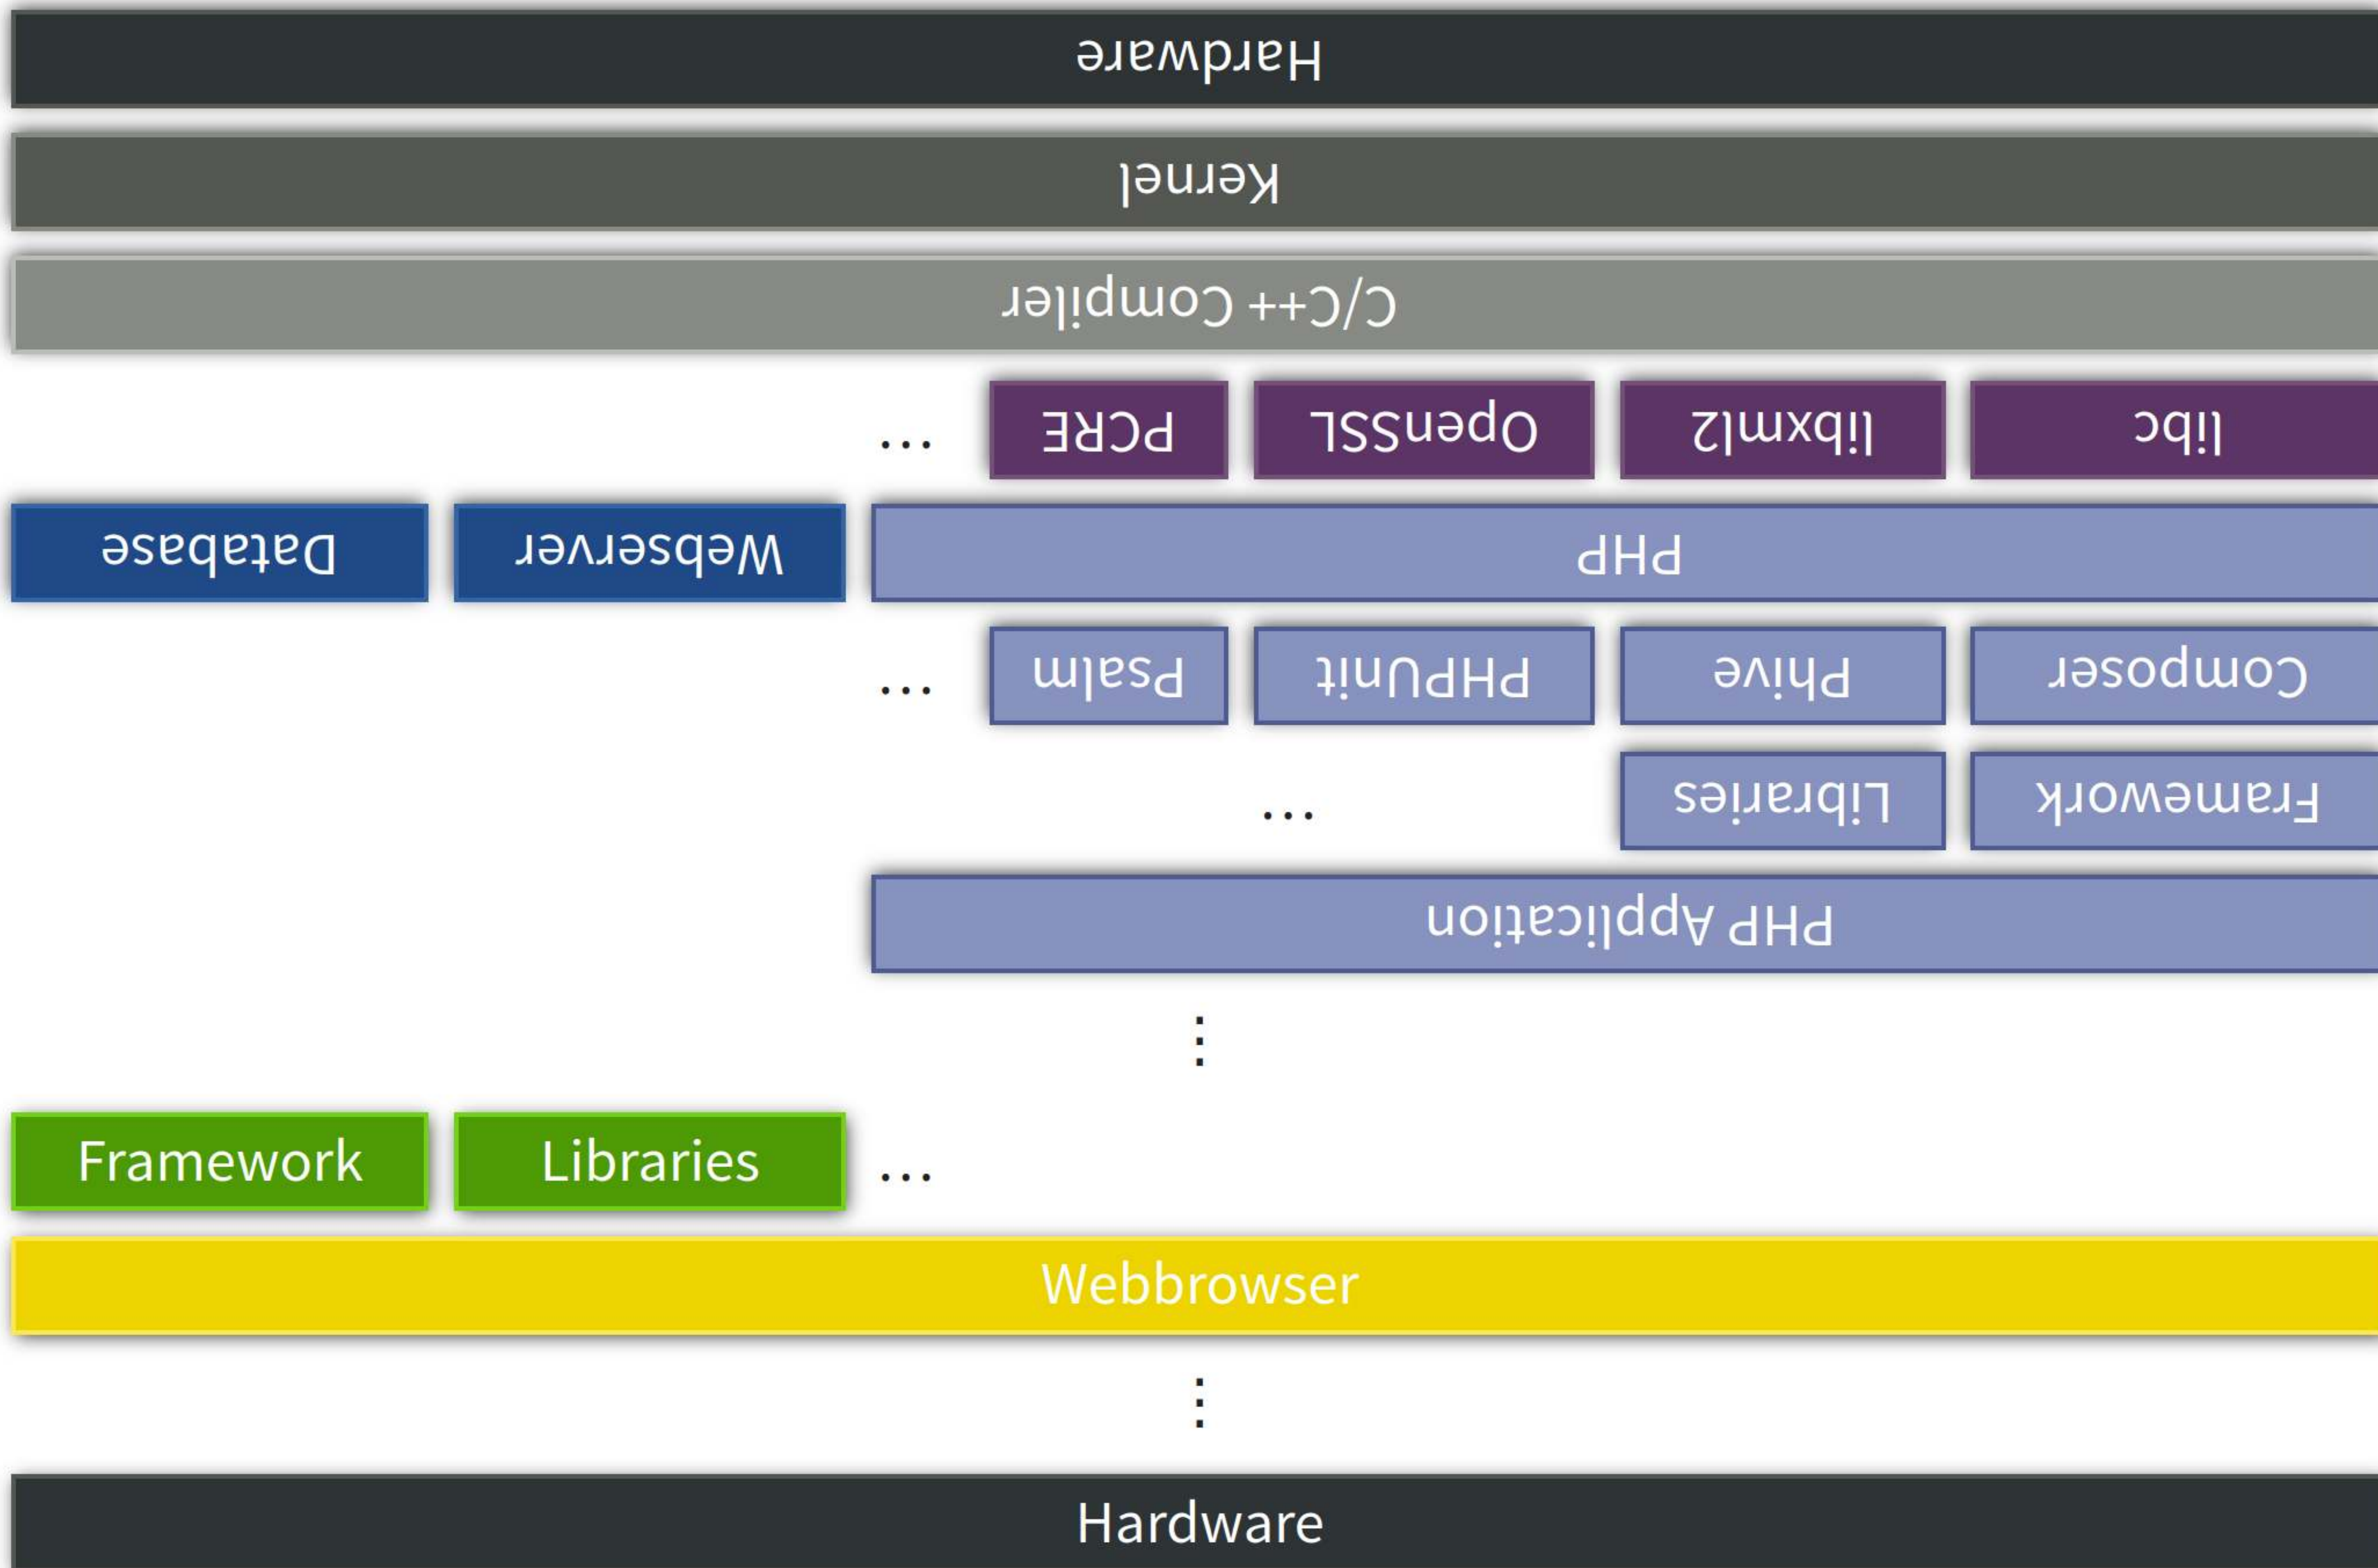 Hardware
Kernel
C/C++ Compiler
... PCRE OpenSSL libxml2 libc
Database Webserver PHP
... Psalm PHPUnit Phive Composer
... Libraries Framework
PHP Application
⋮
Framework Libraries ...
Webbrowser
⋮
Hardware